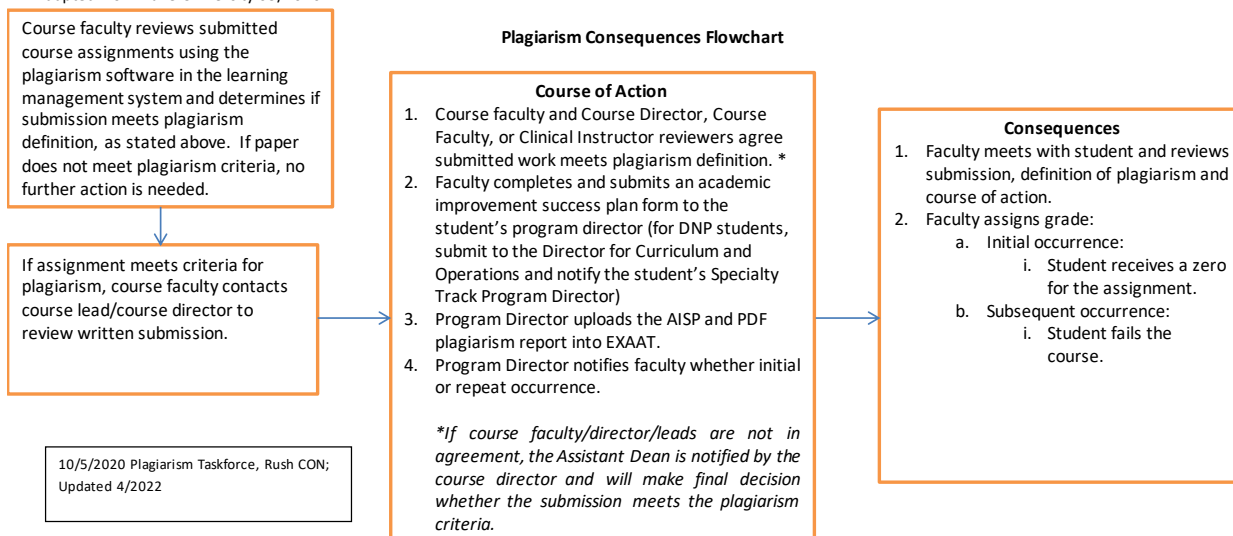 Course faculty reviews submitted
course assignments using the
plagiarism software in the learning
management system and determines if
submission meets plagiarism
definition, as stated above.  If paper
does not meet plagiarism criteria, no
further action is needed.
If assignment meets criteria for
plagiarism, course faculty contacts
course lead/course director to
review written submission.
10/5/2020 Plagiarism Taskforce, Rush CON;
Updated 4/2022
Plagiarism Consequences Flowchart
Course of Action
1. Course faculty and Course Director, Course
Faculty, or Clinical Instructor reviewers agree
submitted work meets plagiarism definition. *
2. Faculty completes and submits an academic
improvement success plan form to the
student's program director (for DNP students,
submit to the Director for Curriculum and
Operations and notify the student's Specialty
Track Program Director)
3. Program Director uploads the AISP and PDF
plagiarism report into EXAAT.
4. Program Director notifies faculty whether initial
or repeat occurrence.
*If course faculty/director/leads are not in
agreement, the Assistant Dean is notified by the
course director and will make final decision
whether the submission meets the plagiarism
criteria.
Consequences
1. Faculty meets with student and reviews
submission, definition of plagiarism and
course of action.
2. Faculty assigns grade:
a. Initial occurrence:
i. Student receives a zero
for the assignment.
b. Subsequent occurrence:
i. Student fails the
course.